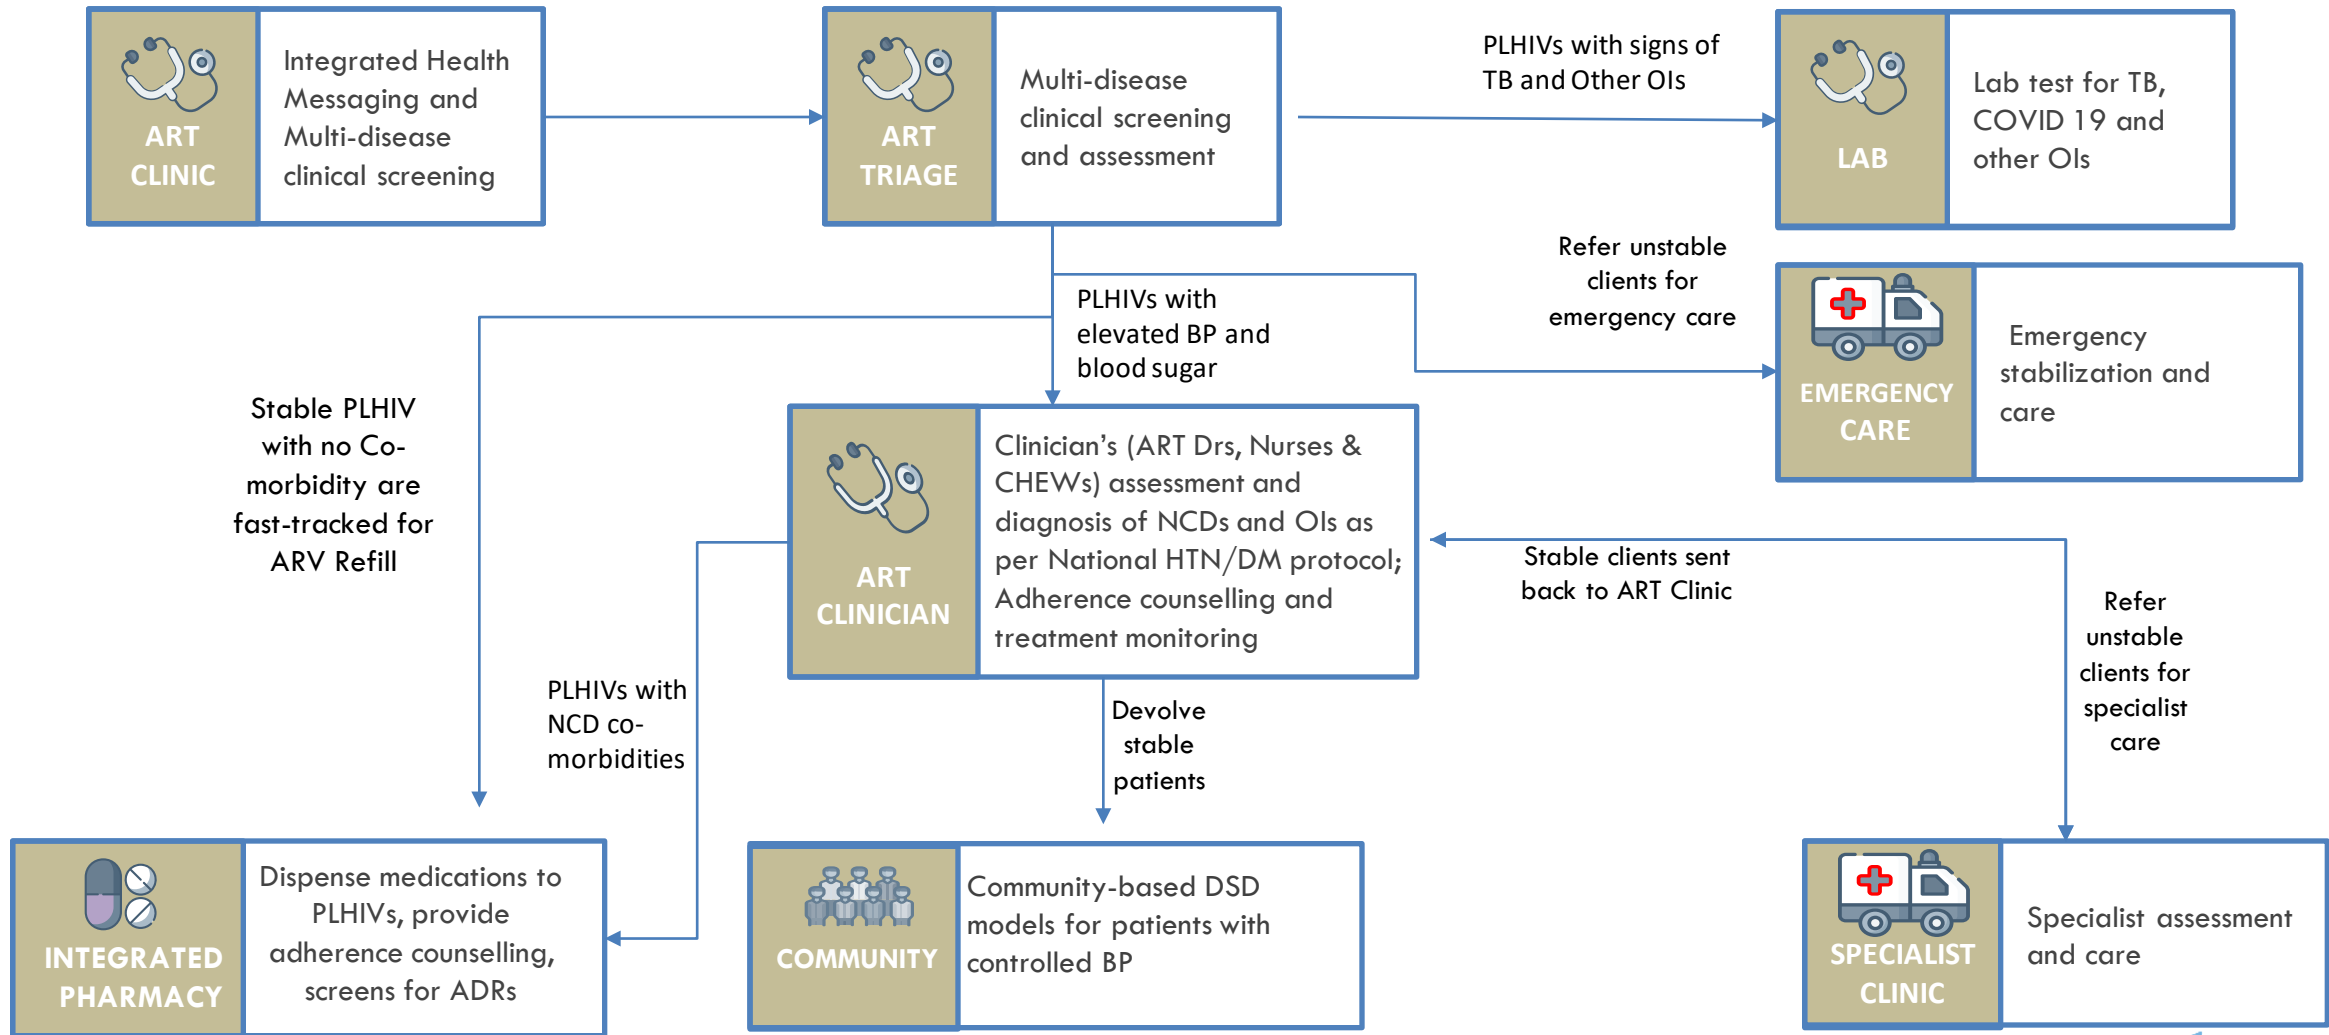 ART
CLINIC
Integrated Health
Messaging and
Multi-disease
clinical screening
ART
TRIAGE
Multi-disease
clinical screening
and assessment
PLHIVs with signs of
TB and Other OIs
LAB
Lab test for TB,
COVID 19 and
other OIs
Refer unstable
clients for
emergency care
EMERGENCY
CARE
Emergency
stabilization and
care
PLHIVs with
elevated BP and
blood sugar
Stable PLHIV
with no Co-
morbidity are
fast-tracked for
ARV Refill
ART
CLINICIAN
Clinician’s (ART Drs, Nurses &
CHEWs) assessment and
diagnosis of NCDs and OIs as
per National HTN/DM protocol;
Adherence counselling and
treatment monitoring
Stable clients sent
back to ART Clinic
Refer
unstable
clients for
specialist
care
PLHIVs with
NCD co-
morbidities
Devolve
stable
patients
INTEGRATED
PHARMACY
Dispense medications to
PLHIVs, provide
adherence counselling,
screens for ADRs
COMMUNITY
Community-based DSD
models for patients with
controlled BP
SPECIALIST
CLINIC
Specialist assessment
and care